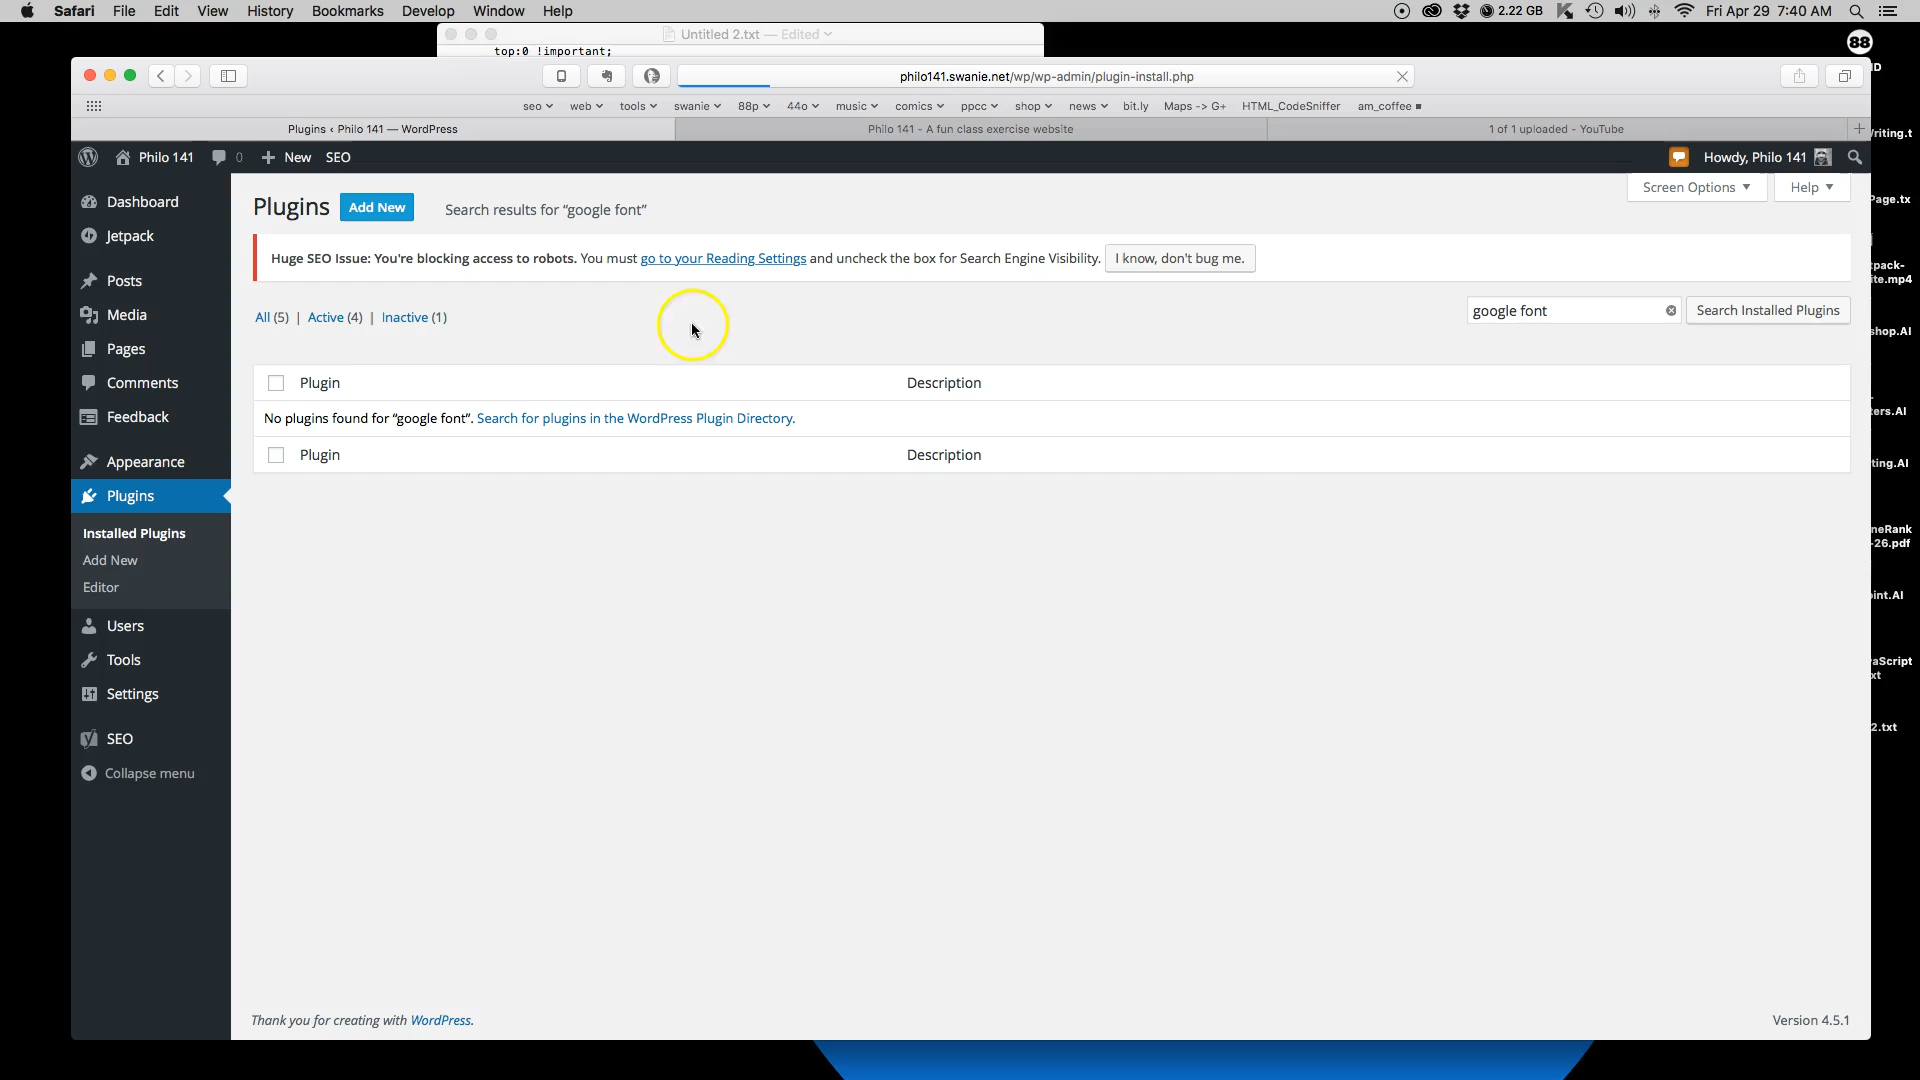 Safari File Edit View History Bookmarks Develop Window Help 2.22 GB Fri Apr 29 7:40 AM
Untitled 2.txt — Edited
88
top:0 !important;
philo141.swanie.net/wp/wp-admin/plugin-install.php
seo web tools swanie 88p 44o music comics ppcc shop news bit.ly Maps -> G+ HTML_CodeSniffer am_coffee
Plugins ‹ Philo 141 — WordPress Philo 141 - A fun class exercise website 1 of 1 uploaded - YouTube
Philo 141 0 New SEO Howdy, Philo 141
Screen Options Help
Plugins Add New Search results for “google font”
Huge SEO Issue: You're blocking access to robots. You must go to your Reading Settings and uncheck the box for Search Engine Visibility. I know, don't bug me.
All (5) | Active (4) | Inactive (1)
google font Search Installed Plugins
Plugin Description
No plugins found for “google font”. Search for plugins in the WordPress Plugin Directory.
Plugin Description
Dashboard
Jetpack
Posts
Media
Pages
Comments
Feedback
Appearance
Plugins
Installed Plugins
Add New
Editor
Users
Tools
Settings
SEO
Collapse menu
Thank you for creating with WordPress.
Version 4.5.1